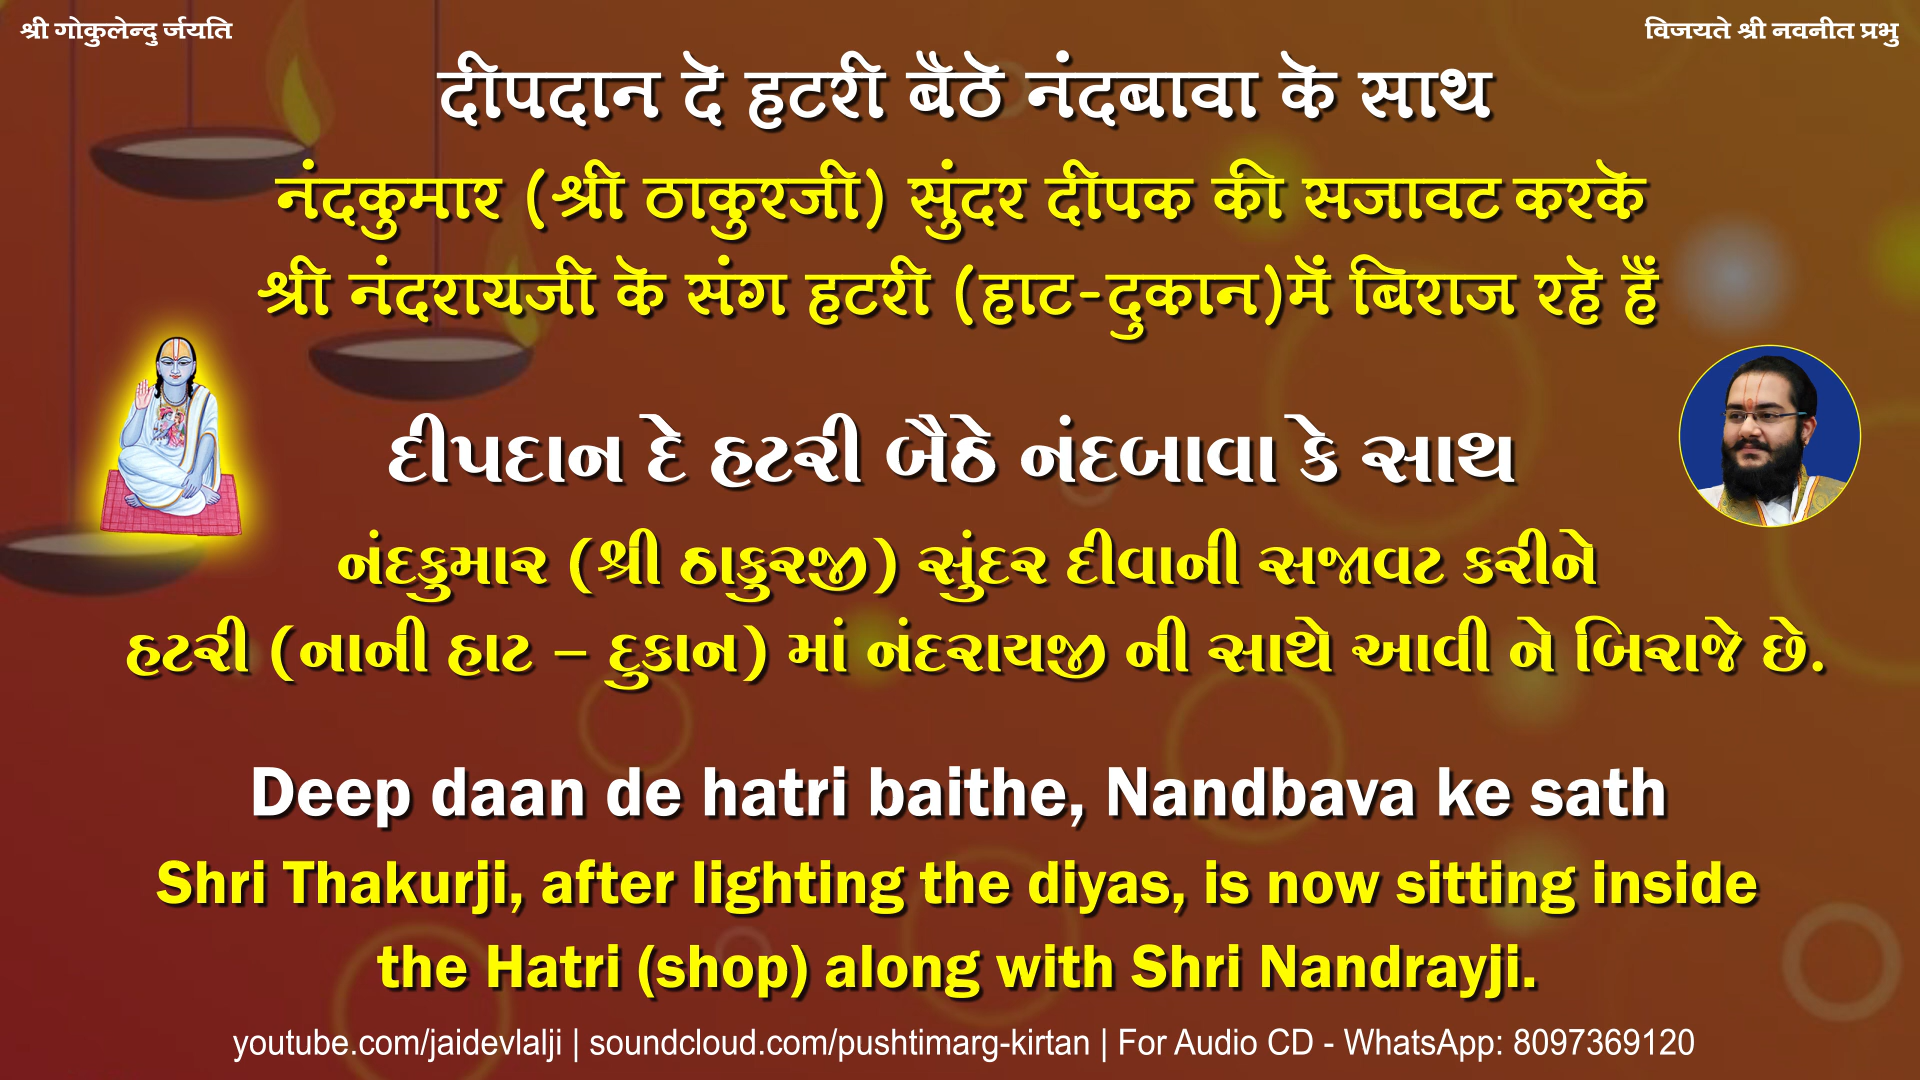 श्री गोकुलेन्दु र्जयति
विजयते श्री नवनीत प्रभु
दीपदान दे हटरी बैठे नंदबावा के साथ
नंदकुमार (श्री ठाकुरजी) सुंदर दीपक की सजावट करके
श्री नंदरायजी के संग हटरी (हाट-दुकान)में बिराज रहे हैं
દીપદાન દે હટરી બૈઠે નંદબાવા કે સાથ
નંદકુમાર (શ્રી ઠાકુરજી) સુંદર દીવાની સજાવટ કરીને
હટરી (નાની હાટ – દુકાન) માં નંદરાયજી ની સાથે આવી ને બિરાજે છે.
Deep daan de hatri baithe, Nandbava ke sath
Shri Thakurji, after lighting the diyas, is now sitting inside
the Hatri (shop) along with Shri Nandrayji.
youtube.com/jaidevlalji | soundcloud.com/pushtimarg-kirtan | For Audio CD - WhatsApp: 8097369120